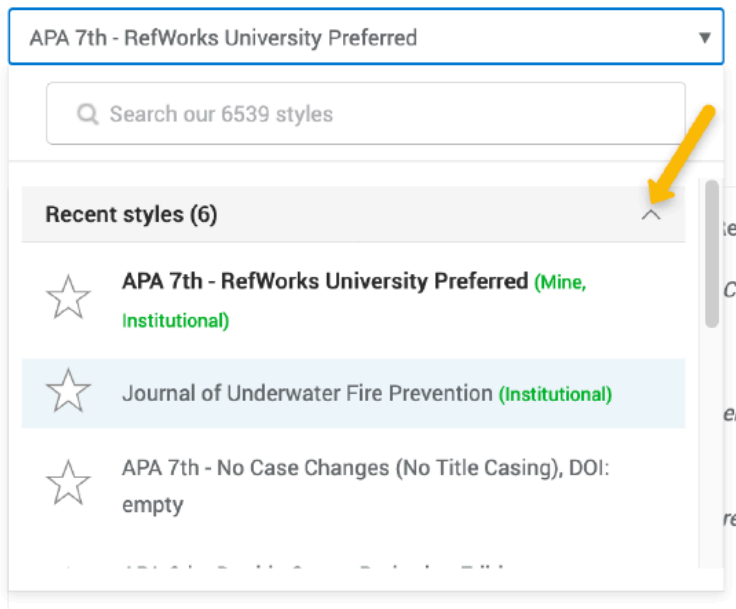 APA 7th - RefWorks University Preferred
Search our 6539 styles
Recent styles (6)
APA 7th - RefWorks University Preferred (Mine,
Institutional)
Journal of Underwater Fire Prevention (Institutional)
APA 7th - No Case Changes (No Title Casing), DOI:
empty